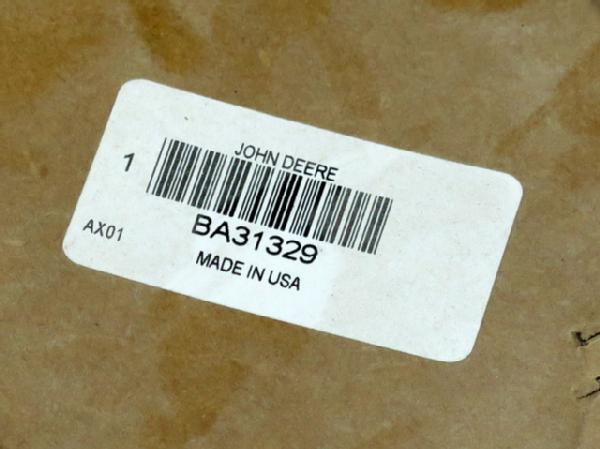 JOHN DEERE
1
BA31329
AX01
MADE IN USA